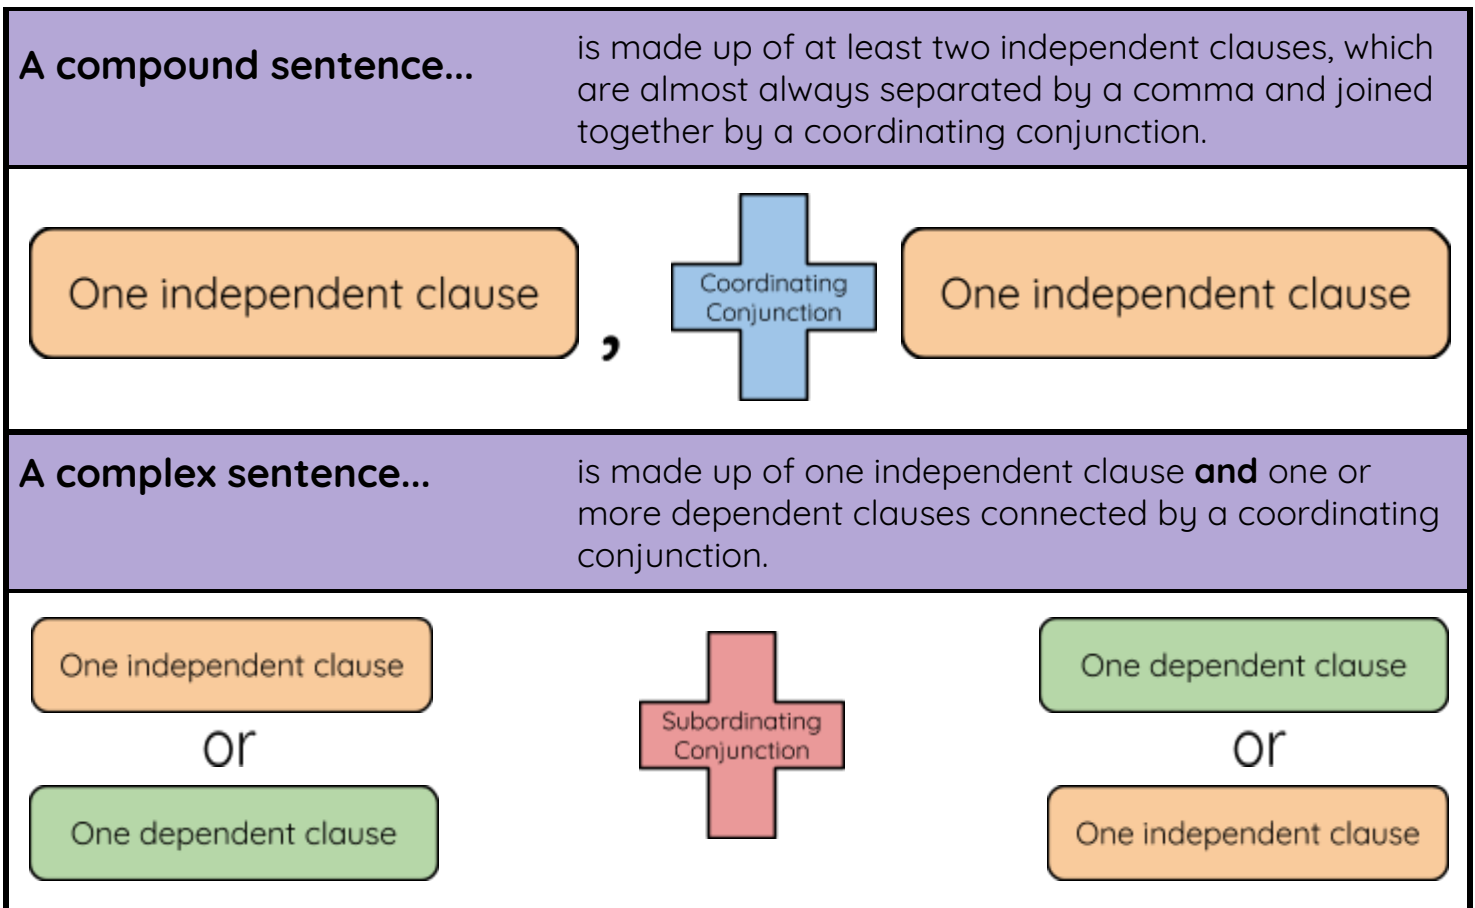 A compound sentence...
is made up of at least two independent clauses, which
are almost always separated by a comma and joined
together by a coordinating conjunction.
One independent clause
,
Coordinating
Conjunction
One independent clause
A complex sentence...
is made up of one independent clause and one or
more dependent clauses connected by a coordinating
conjunction.
One independent clause
or
One dependent clause
Subordinating
Conjunction
One dependent clause
or
One independent clause